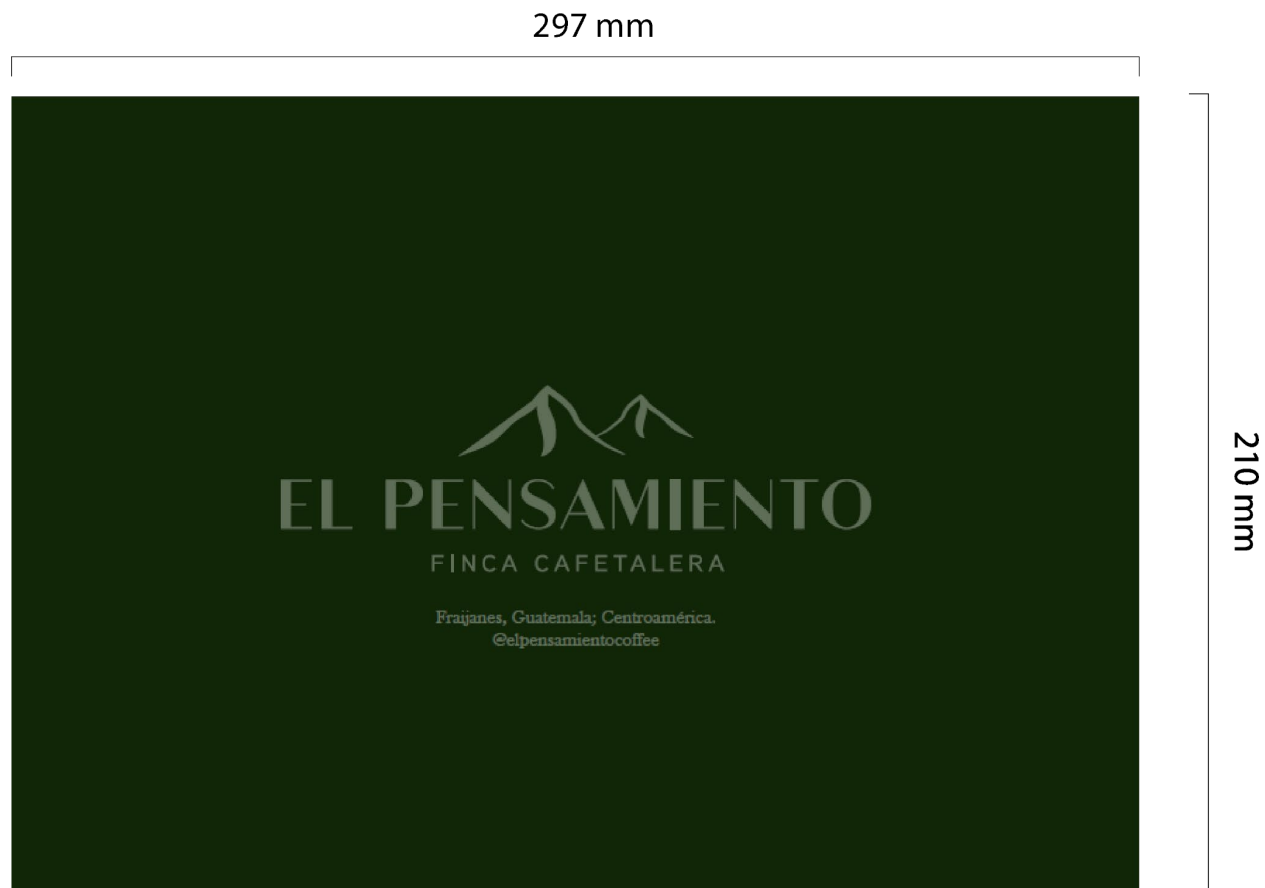 297 mm
210 mm
EL PENSAMIENTO
FINCA CAFETALERA
Fraijanes, Guatemala; Centroamérica.
@elpensamientocoffee